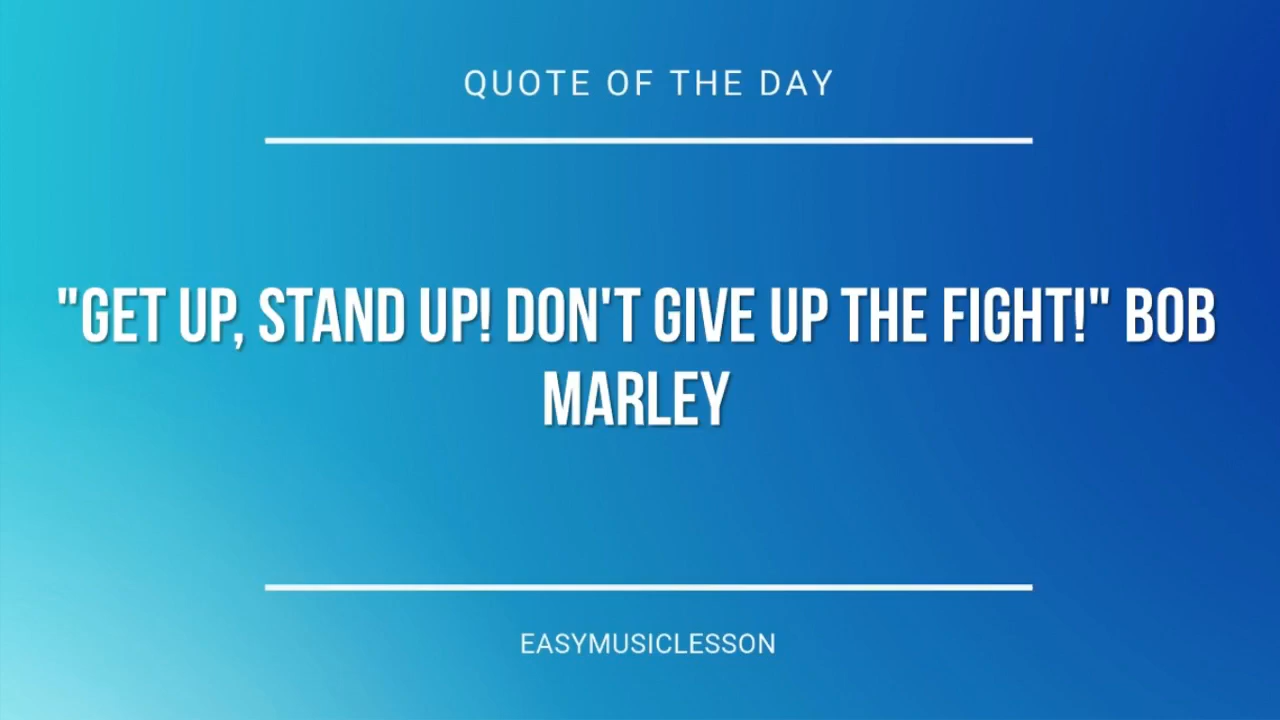 QUOTE OF THE DAY
"GET UP, STAND UP! DON'T GIVE UP THE FIGHT!" BOB
MARLEY
EASYMUSICLESSON